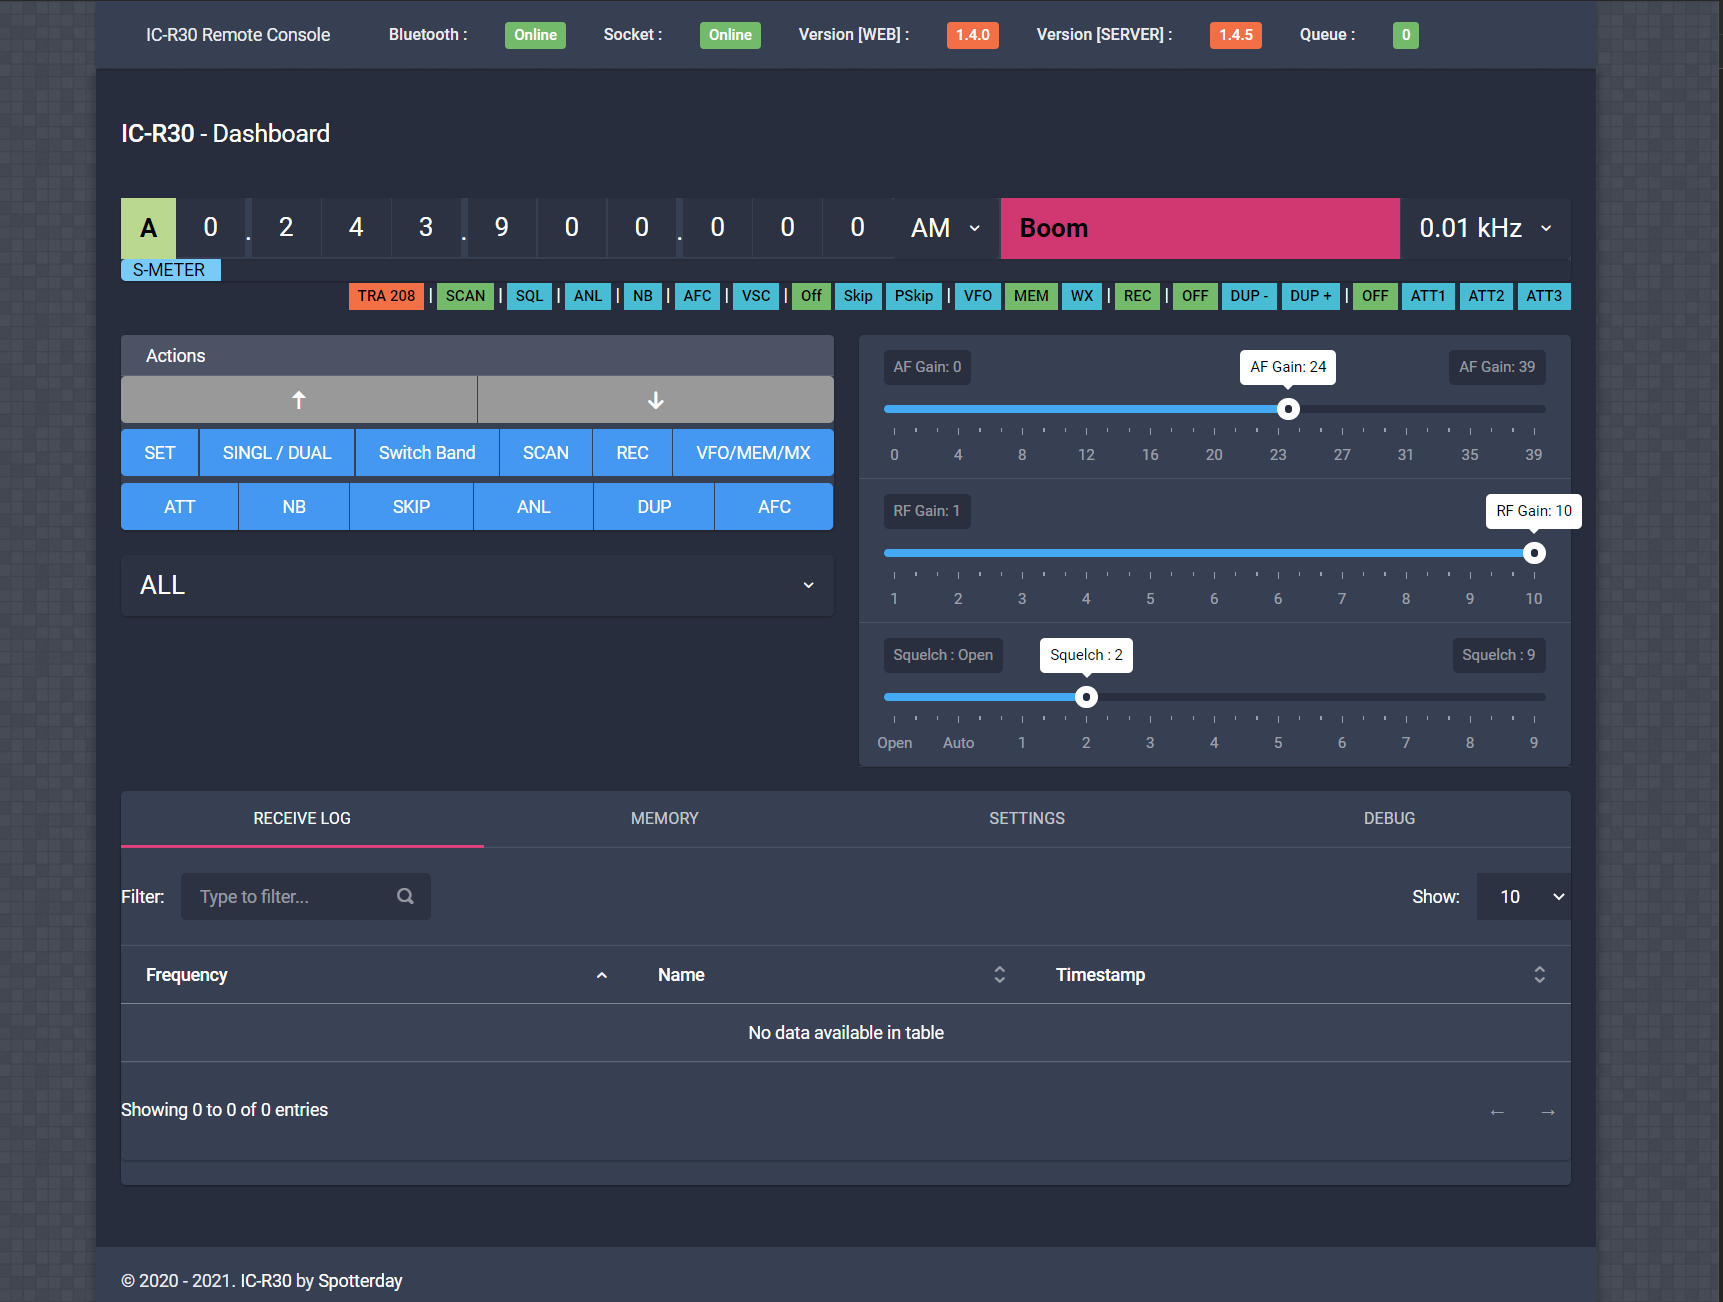 IC-R30 Remote Console Bluetooth : Online Socket : Online Version [WEB] : 1.4.0 Version [SERVER] : 1.4.5 Queue : 0
IC-R30 - Dashboard
A 0 . 2 4 3 . 9 0 0 . 0 0 0 AM Boom 0.01 kHz
S-METER
TRA 208 | SCAN | SQL | ANL | NB | AFC | VSC | Off Skip PSkip | VFO MEM WX | REC | OFF DUP - DUP + | OFF ATT1 ATT2 ATT3
Actions
↑ ↓
SET SINGL / DUAL Switch Band SCAN REC VFO/MEM/MX
ATT NB SKIP ANL DUP AFC
ALL
AF Gain: 0 AF Gain: 24 AF Gain: 39
0 4 8 12 16 20 23 27 31 35 39
RF Gain: 1 RF Gain: 10
1 2 3 4 5 6 6 7 8 9 10
Squelch : Open Squelch : 2 Squelch : 9
Open Auto 1 2 3 4 5 6 7 8 9
RECEIVE LOG MEMORY SETTINGS DEBUG
Filter: Type to filter... Show: 10
Frequency Name Timestamp
No data available in table
Showing 0 to 0 of 0 entries ← →
© 2020 - 2021. IC-R30 by Spotterday